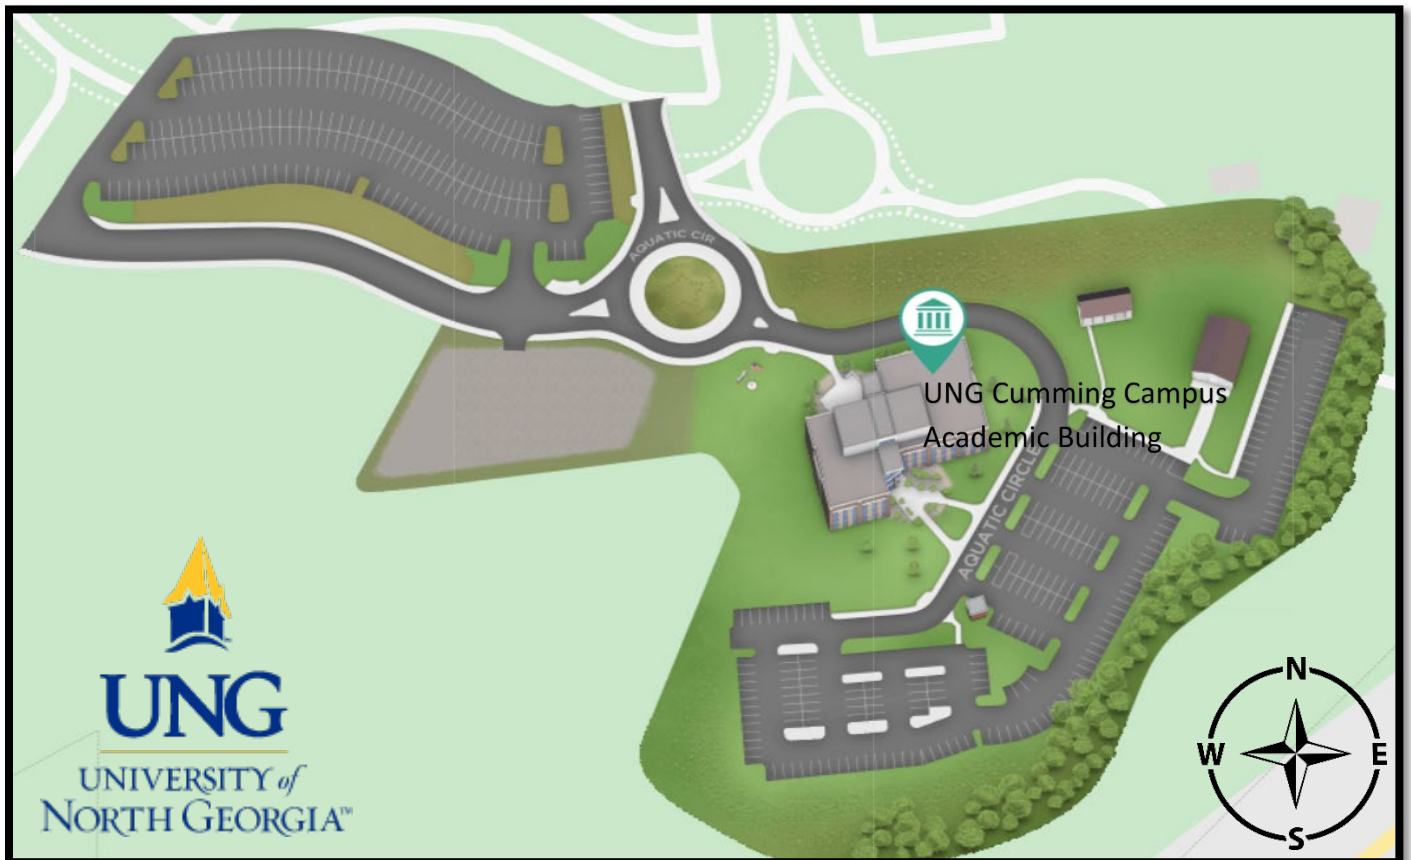 AQUATIC CIR
UNG Cumming Campus
Academic Building
AQUATIC CIRCLE
UNG
UNIVERSITY of
NORTH GEORGIA™
N
W
E
S